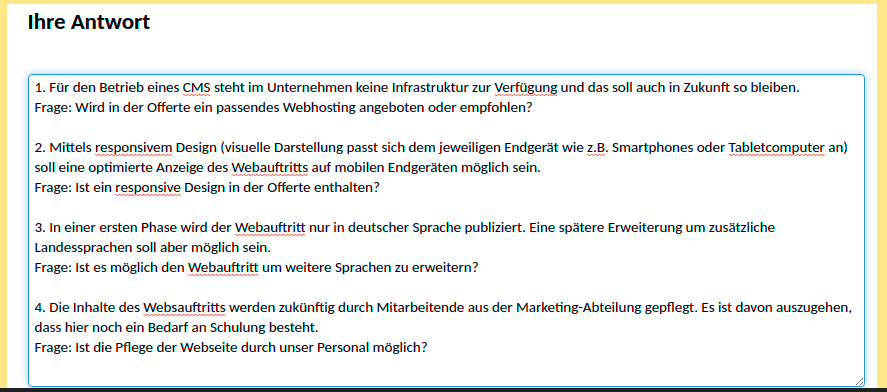 Ihre Antwort
1. Für den Betrieb eines CMS steht im Unternehmen keine Infrastruktur zur Verfügung und das soll auch in Zukunft so bleiben.
Frage: Wird in der Offerte ein passendes Webhosting angeboten oder empfohlen?
2. Mittels responsivem Design (visuelle Darstellung passt sich dem jeweiligen Endgerät wie z.B. Smartphones oder Tabletcomputer an)
soll eine optimierte Anzeige des Webauftritts auf mobilen Endgeräten möglich sein.
Frage: Ist ein responsive Design in der Offerte enthalten?
3. In einer ersten Phase wird der Webauftritt nur in deutscher Sprache publiziert. Eine spätere Erweiterung um zusätzliche
Landessprachen soll aber möglich sein.
Frage: Ist es möglich den Webauftritt um weitere Sprachen zu erweitern?
4. Die Inhalte des Websauftritts werden zukünftig durch Mitarbeitende aus der Marketing-Abteilung gepflegt. Es ist davon auszugehen,
dass hier noch ein Bedarf an Schulung besteht.
Frage: Ist die Pflege der Webseite durch unser Personal möglich?